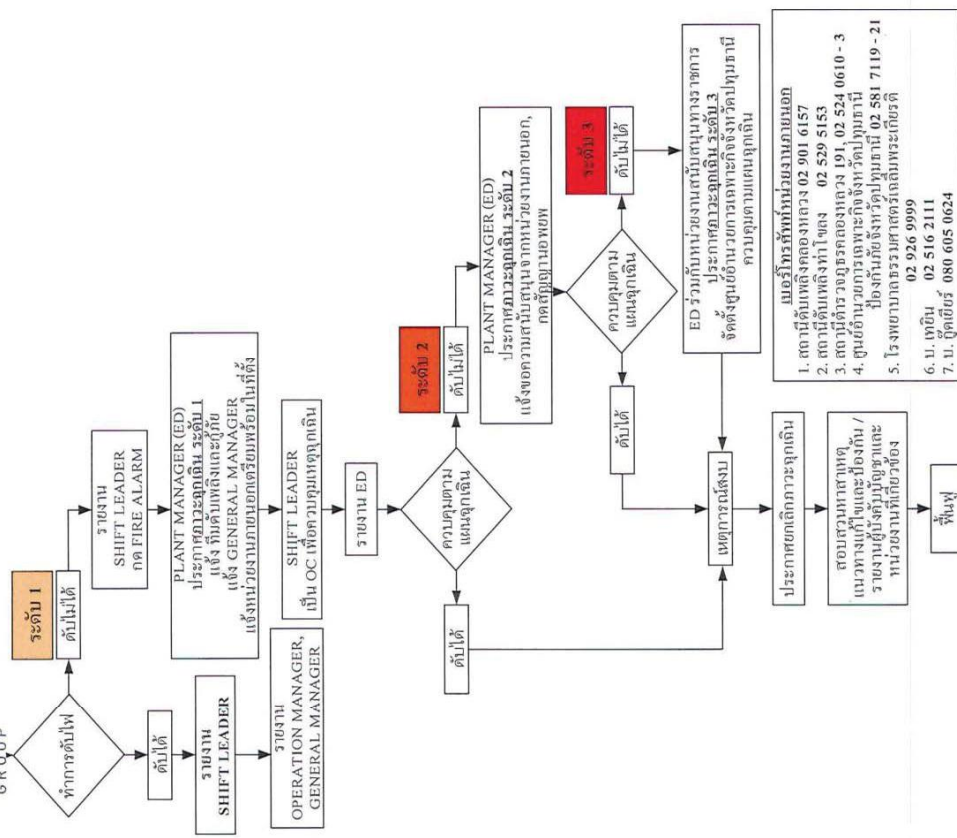 GROUP
ทำการดับไฟ
ระดับ 1
ดับไม่ได้
ดับได้
รายงาน
SHIFT LEADER
รายงาน
OPERATION MANAGER,
GENERAL MANAGER
รายงาน
SHIFT LEADER
กด FIRE ALARM
PLANT MANAGER (ED)
ประกาศภาวะฉุกเฉิน ระดับ 1
แจ้ง ทีมดับเพลิงและกู้ภัย
แจ้ง GENERAL MANAGER
แจ้งหน่วยงานภายนอกเตรียมพร้อมในที่ตั้ง
SHIFT LEADER
เป็น OC เพื่อควบคุมเหตุฉุกเฉิน
รายงาน ED
ควบคุมตาม
แผนฉุกเฉิน
ระดับ 2
ดับไม่ได้
ดับได้
PLANT MANAGER (ED)
ประกาศภาวะฉุกเฉิน ระดับ 2
แจ้งขอความสนับสนุนจากหน่วยงานภายนอก,
กดสัญญาณอพยพ
ควบคุมตาม
แผนฉุกเฉิน
ระดับ 3
ดับไม่ได้
ดับได้
ED ร่วมกับหน่วยงานสนับสนุนทางราชการ
ประกาศภาวะฉุกเฉิน ระดับ 3
จัดตั้งศูนย์อำนวยการเฉพาะกิจจังหวัดปทุมธานี
ควบคุมตามแผนฉุกเฉิน
เหตุการณ์สงบ
ประกาศยกเลิกภาวะฉุกเฉิน
สอบสวนหาสาเหตุ
แนวทางแก้ไขและป้องกัน /
รายงานผู้บังคับบัญชาและ
หน่วยงานที่เกี่ยวข้อง
ฟื้นฟู
เบอร์โทรศัพท์หน่วยงานภายนอก
1. สถานีดับเพลิงคลองหลวง 02 901 6157
2. สถานีดับเพลิงท่าโขลง 02 529 5153
3. สถานีตำรวจภูธรคลองหลวง 191, 02 524 0610 - 3
4. ศูนย์อำนวยการเฉพาะกิจจังหวัดปทุมธานี
ป้องกันภัยจังหวัดปทุมธานี 02 581 7119 - 21
5. โรงพยาบาลธรรมศาสตร์เฉลิมพระเกียรติ
02 926 9999
6. บ. เทยิน 02 516 2111
7. บ. กู๊ดเยียร์ 080 605 0624